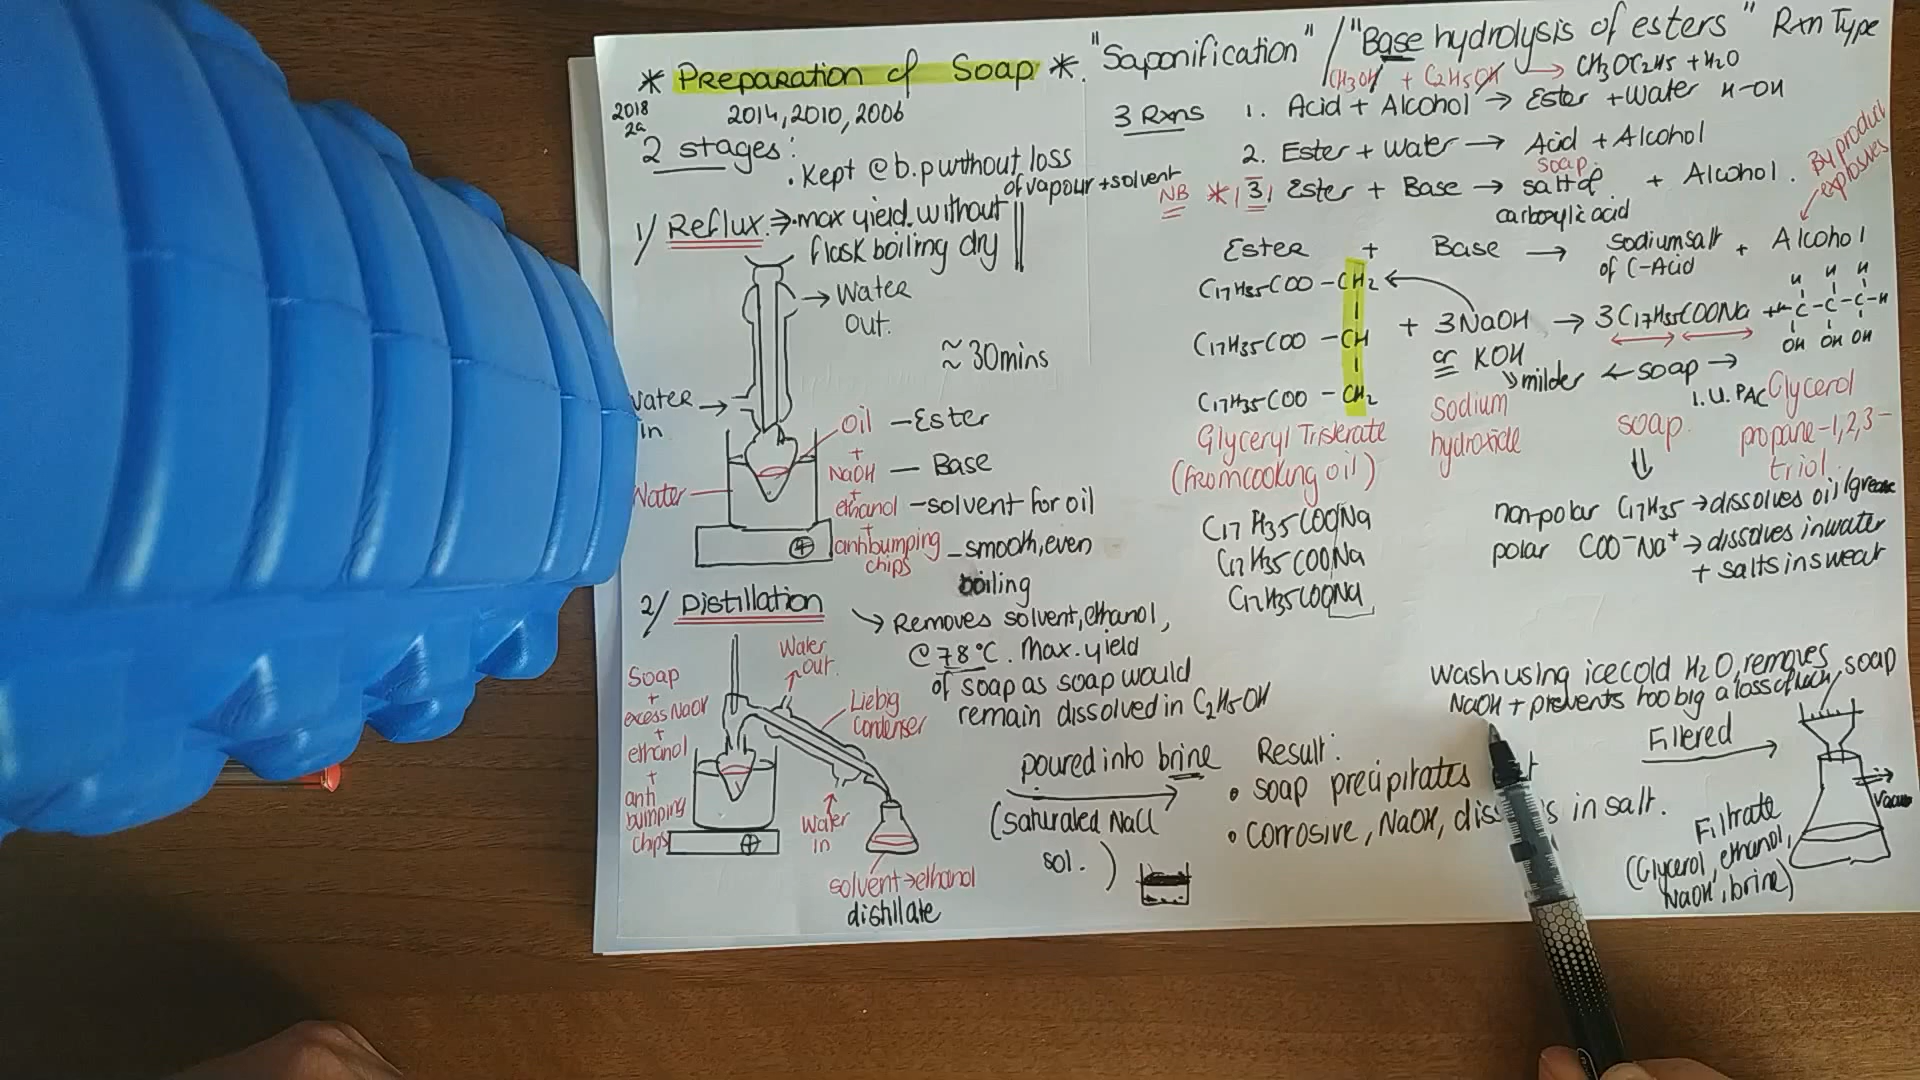 * Preparation of Soap * "Saponification" / "Base hydrolysis of esters" Rxn Type
2018
2a
2014, 2010, 2006
2 stages:
• Kept @ b.p without loss
of vapour + solvent
1) Reflux → max yield without
flask boiling dry
→ Water
out.
≈ 30mins
Water →
in
Water
Oil – Ester
+
NaOH – Base
+
ethanol – solvent for oil
+
antibumping – smooth, even
chips
boiling
2) Distillation
→ Removes solvent, ethanol,
@ 78°C. Max. yield
of soap as soap would
remain dissolved in C2H5OH
Soap
+
excess NaOH
+
ethanol
+
anti
bumping
chips
Water
out.
Liebig
Condenser
Water
in
solvent → ethanol
distillate
poured into brine
(saturated NaCl
sol.)
Result:
• soap precipitates
• corrosive, NaOH, in salt.
CH3OH + C2H5OH → CH3OC2H5 + H2O
3 Rxns
1. Acid + Alcohol → Ester + Water H-OH
2. Ester + Water → Acid + Alcohol
soap
NB * 3 Ester + Base → salt of + Alcohol.
carboxylic acid
By product
explosives
Ester + Base → Sodium salt + Alcohol
of C-Acid
C17H35COO – CH2
C17H35COO – CH + 3NaOH → 3C17H35COONa +
C17H35COO – CH2
H H H
H – C – C – C – H
OH OH OH
or KOH
milder ← soap →
I.U.PAC Glycerol
propane-1,2,3-
triol
Glyceryl Tristerate
(from cooking oil)
Sodium
hydroxide
soap
C17H35COONa
C17H35COONa
C17H35COONa
non-polar C17H35 → dissolves oil/grease
polar COO⁻Na⁺ → dissolves in water
+ salts in sweat
Wash using ice cold H2O, removes
NaOH + prevents too big a loss of
soap
Filtered
Vacuum
Filtrate
(Glycerol, ethanol,
NaOH, brine)